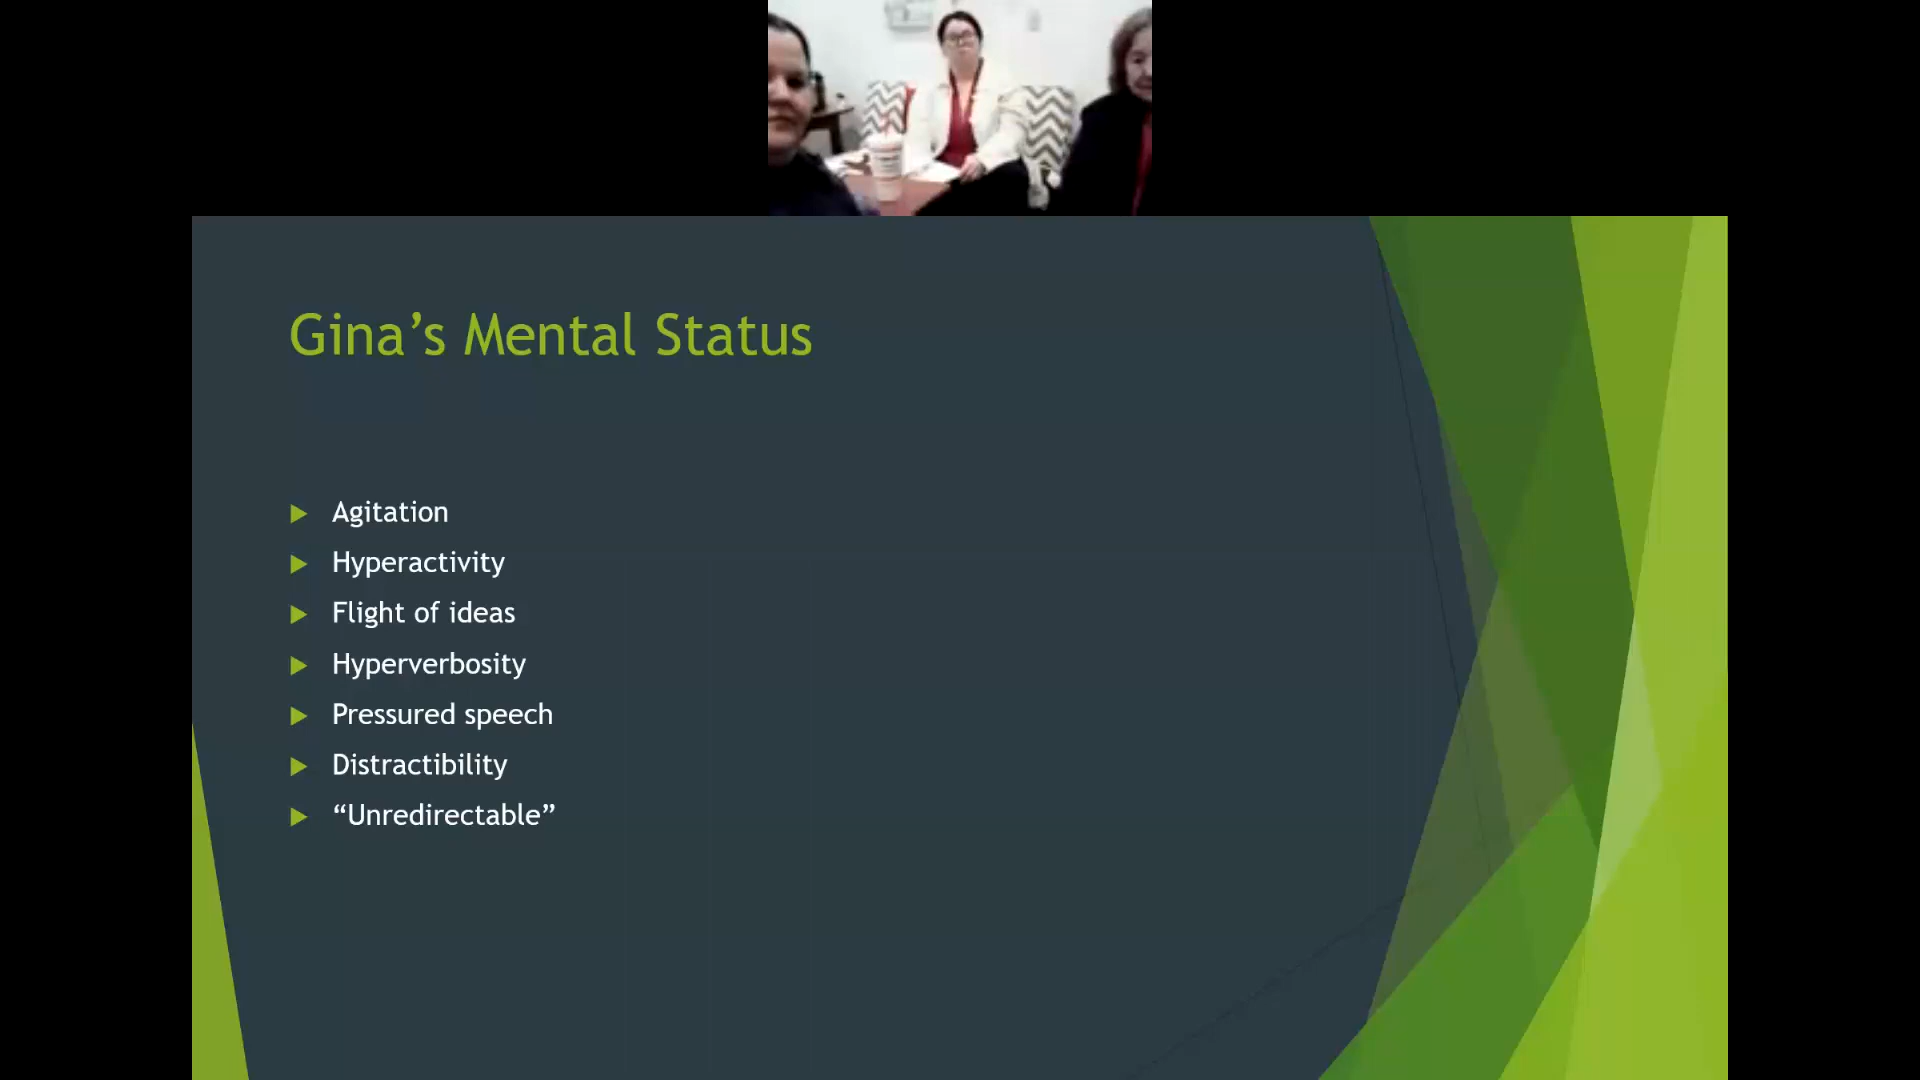 Gina’s Mental Status
Agitation
Hyperactivity
Flight of ideas
Hyperverbosity
Pressured speech
Distractibility
“Unredirectable”